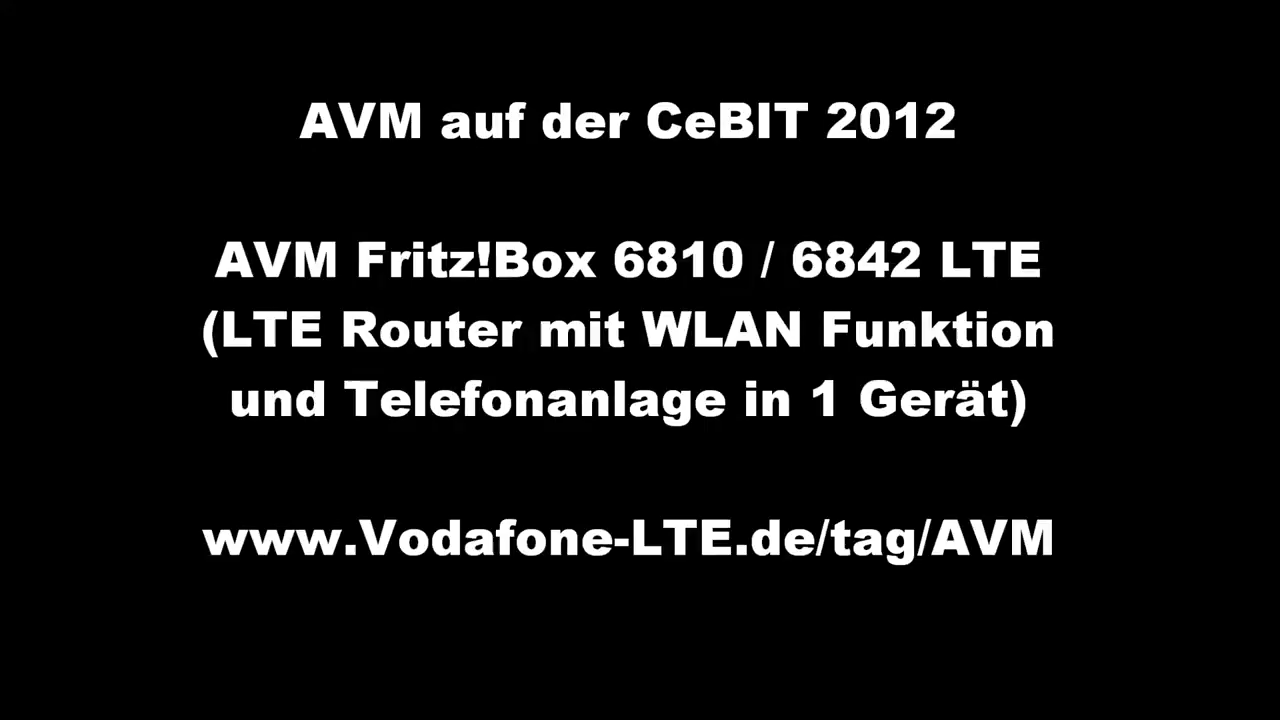 AVM auf der CeBIT 2012
AVM Fritz!Box 6810 / 6842 LTE
(LTE Router mit WLAN Funktion
und Telefonanlage in 1 Gerät)
www.Vodafone-LTE.de/tag/AVM